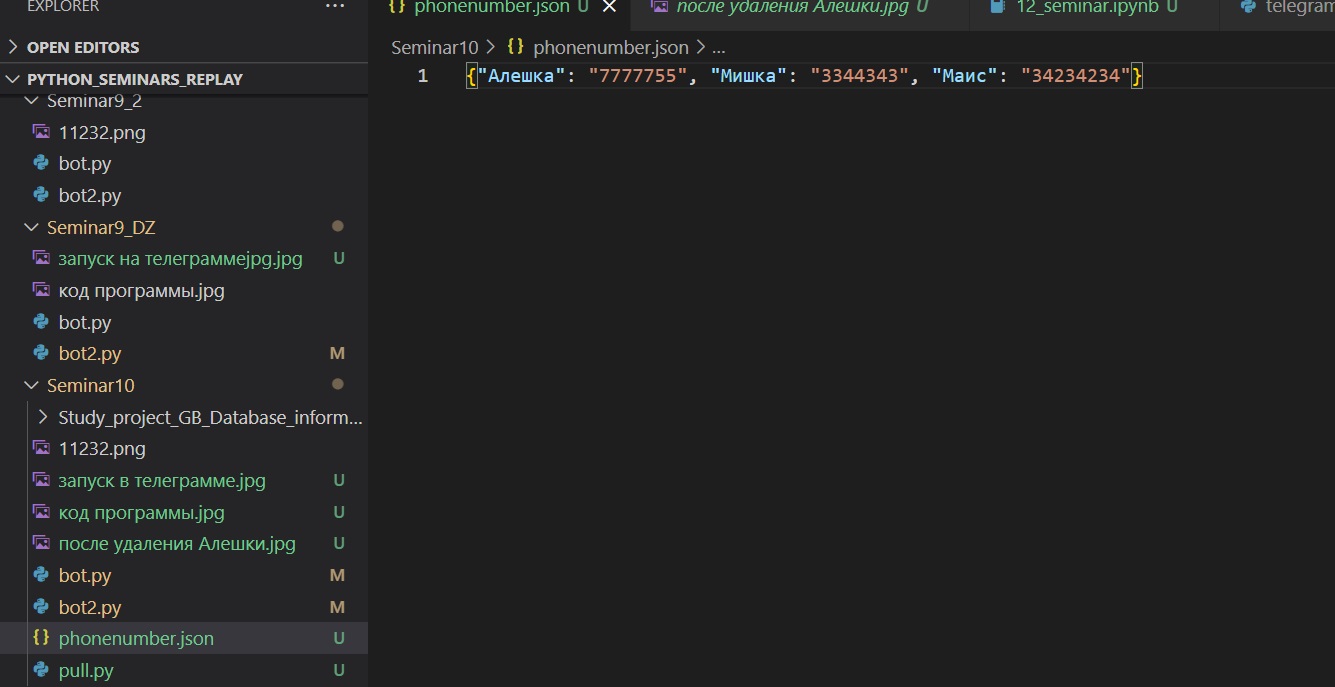 EXPLORER ...
OPEN EDITORS
PYTHON_SEMINARS_REPLAY
Seminar9_2
11232.png
bot.py
bot2.py
Seminar9_DZ
запуск на телеграммеjpg.jpg U
код программы.jpg
bot.py
bot2.py M
Seminar10
Study_project_GB_Database_inform...
11232.png
запуск в телеграмме.jpg U
код программы.jpg U
после удаления Алешки.jpg U
bot.py M
bot2.py M
{} phonenumber.json U
pull.py U
{} phonenumber.json U
после удаления Алешки.jpg U
12_seminar.ipynb U
telegram
Seminar10 > {} phonenumber.json > ...
1 {"Алешка": "7777755", "Мишка": "3344343", "Маис": "34234234"}